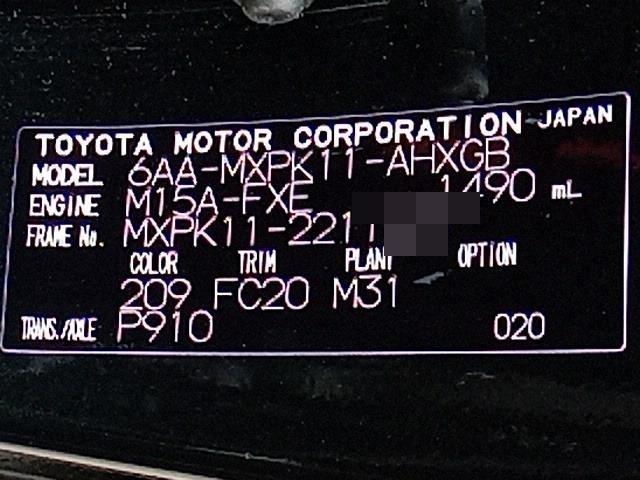 TOYOTA MOTOR CORPORATION JAPAN
MODEL 6AA-MXPK11-AHXGB
ENGINE M15A-FXE 1490 mL
FRAME No. MXPK11-2211
COLOR TRIM PLANT OPTION
209 FC20 M31
TRANS./AXLE P910 020